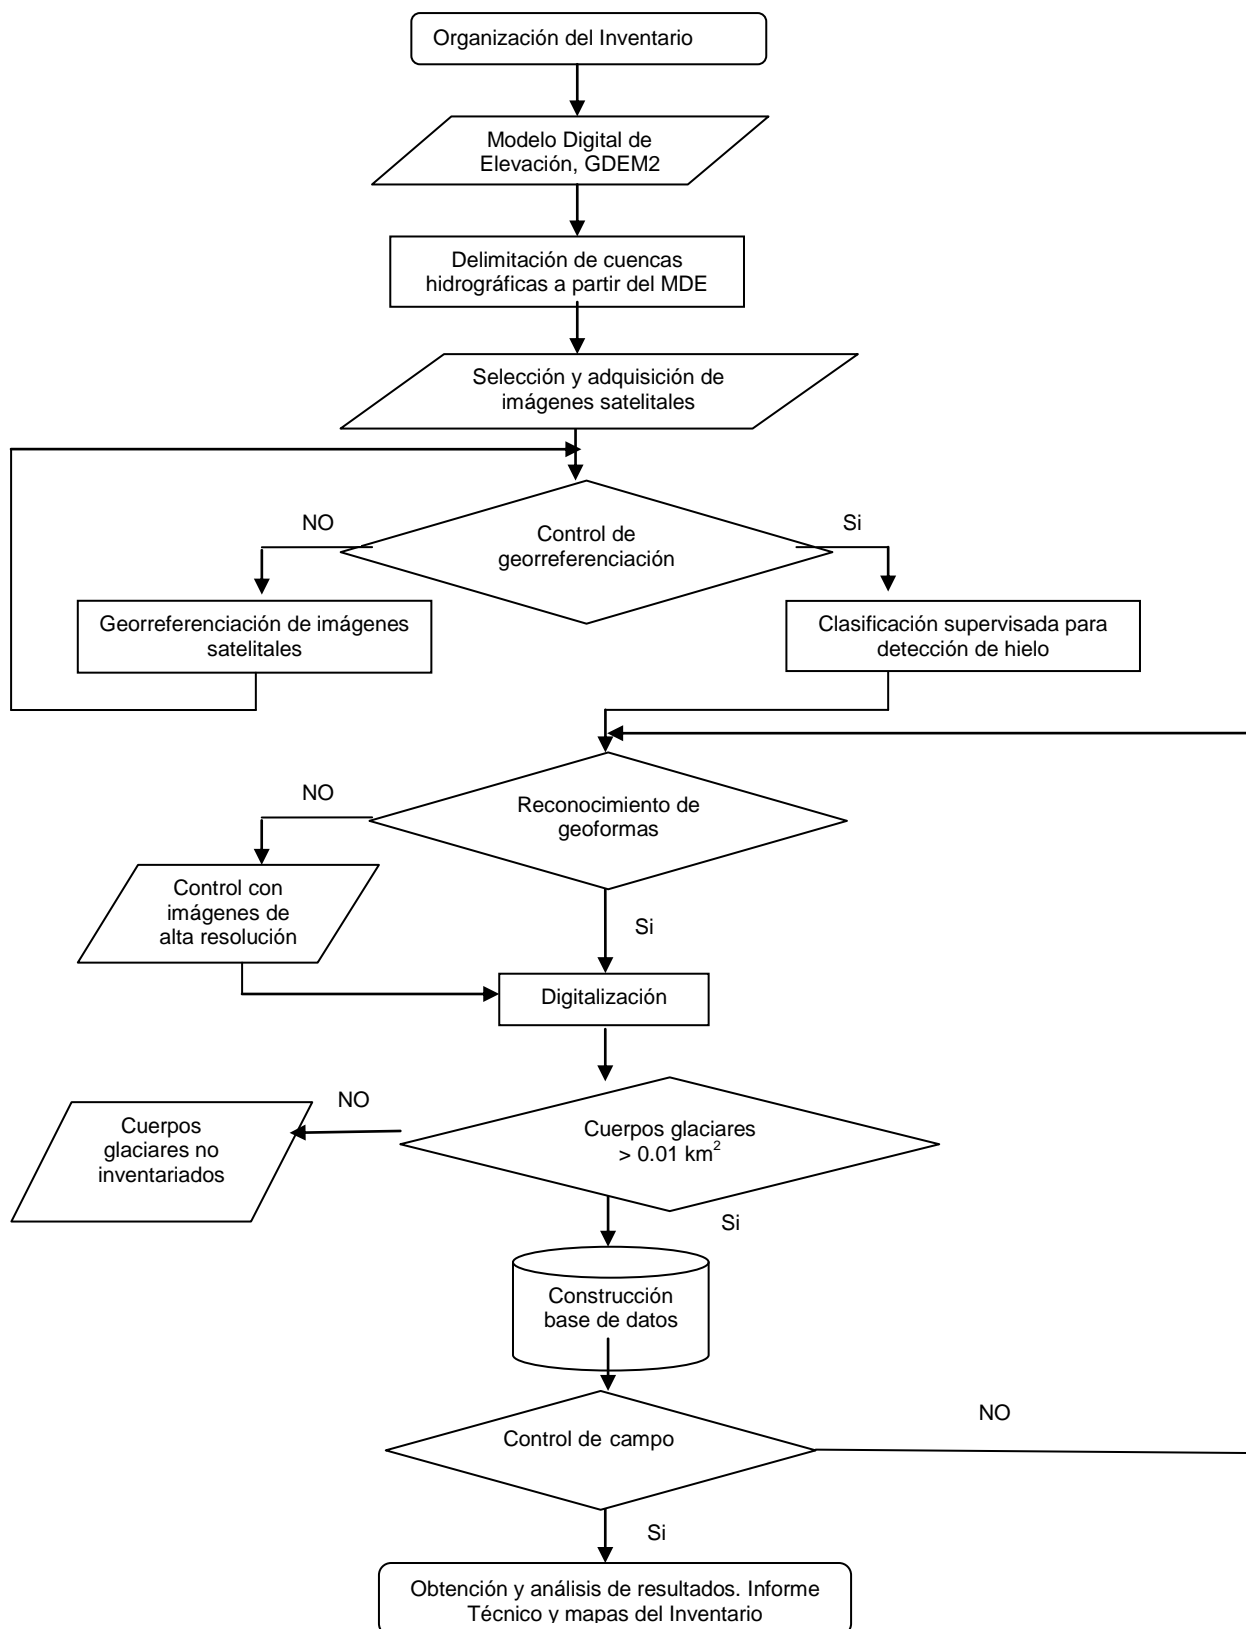 Organización del Inventario
Modelo Digital de
Elevación, GDEM2
Delimitación de cuencas
hidrográficas a partir del MDE
Selección y adquisición de
imágenes satelitales
NO
Si
Control de
georreferenciación
Georreferenciación de imágenes
satelitales
Clasificación supervisada para
detección de hielo
NO
Reconocimiento de
geoformas
Control con
imágenes de
alta resolución
Si
Digitalización
NO
Cuerpos
glaciares no
inventariados
Cuerpos glaciares
> 0.01 km²
Si
Construcción
base de datos
NO
Control de campo
Si
Obtención y análisis de resultados. Informe
Técnico y mapas del Inventario